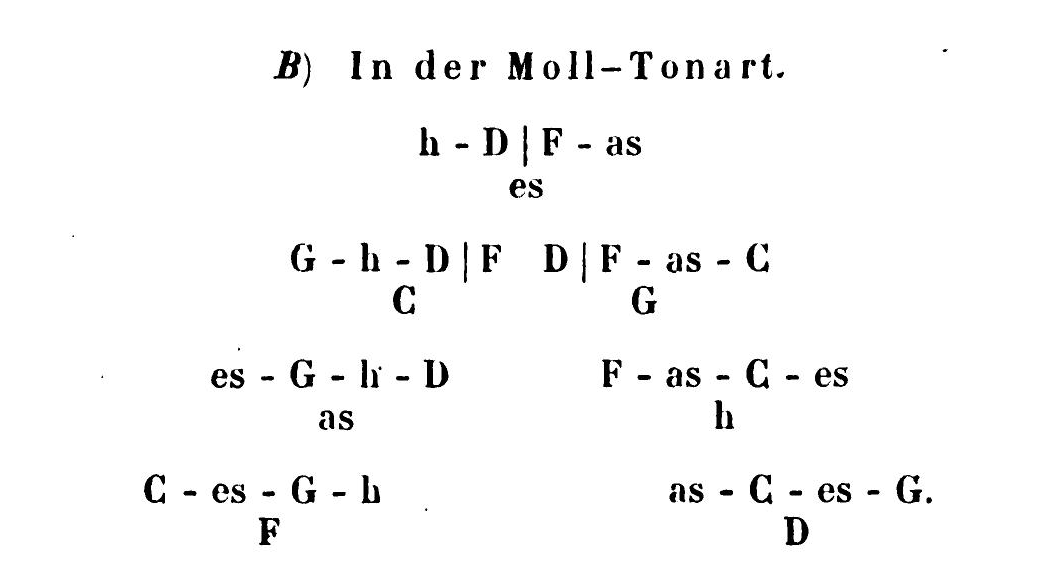 B) In der Moll-Tonart.
h - D | F - as
es
G - h - D | F D | F - as - C
C G
es - G - h - D F - as - C - es
as h
C - es - G - h as - C - es - G.
F D